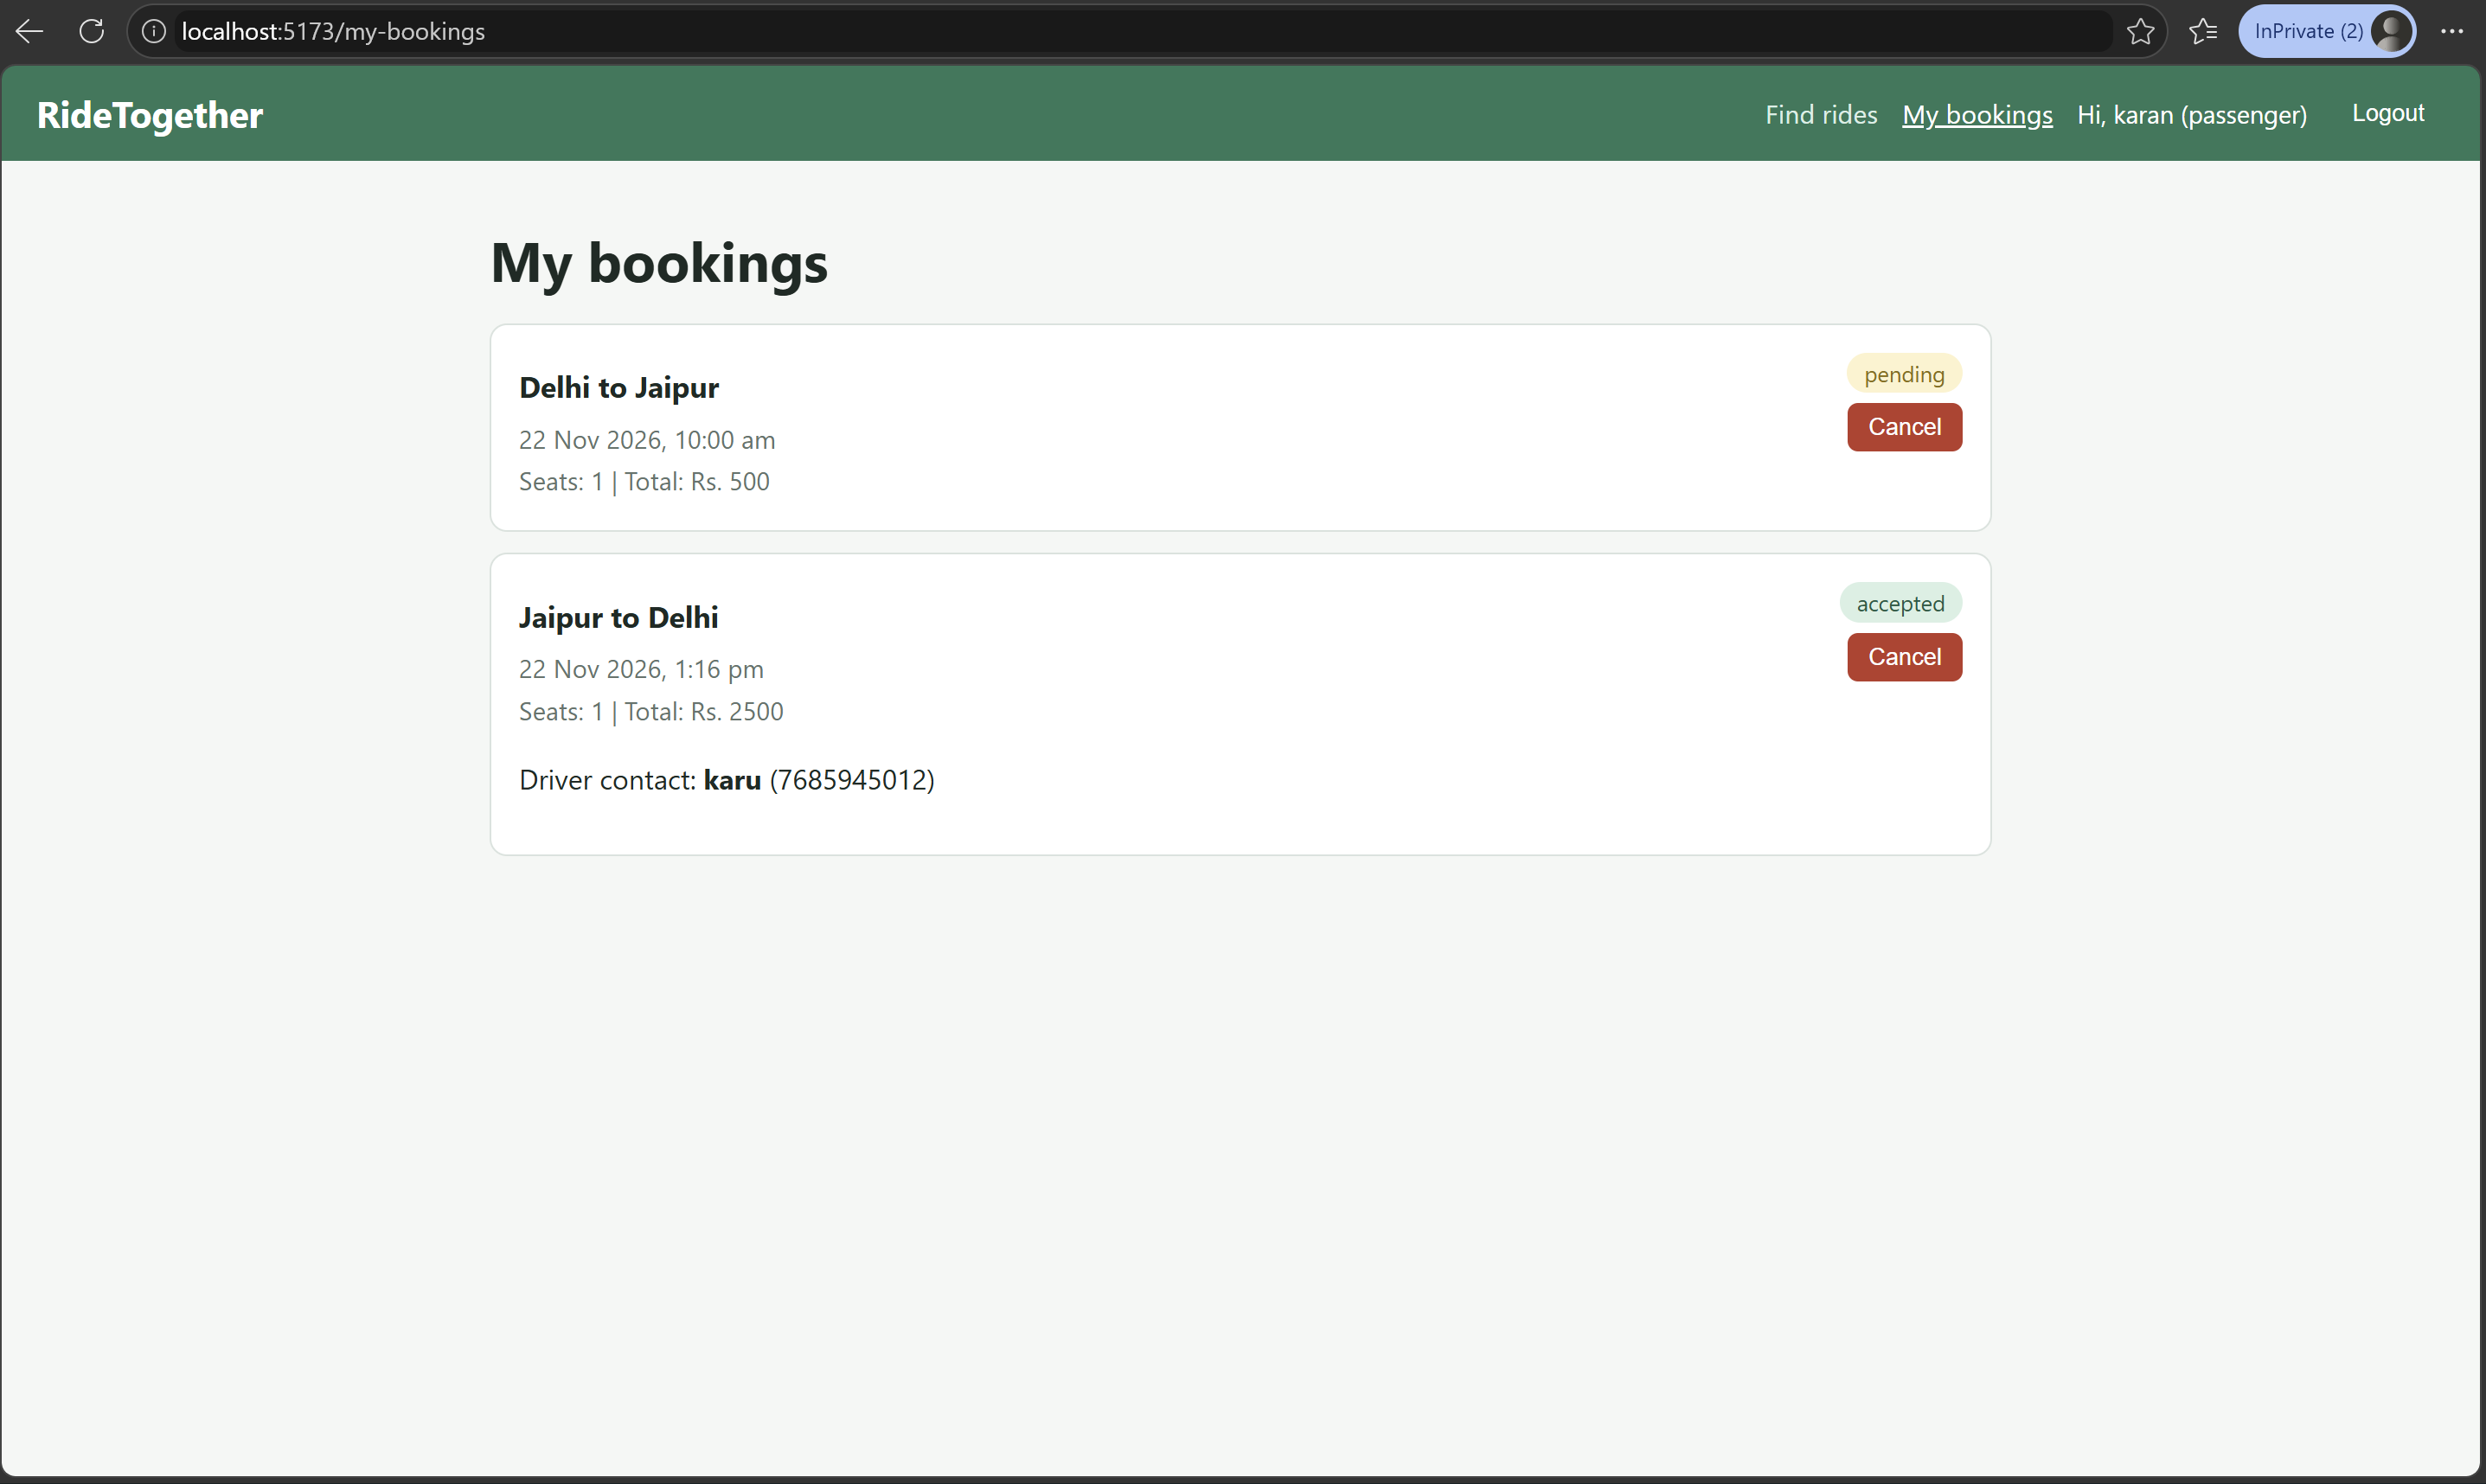 localhost:5173/my-bookings
InPrivate (2)
RideTogether
Find rides My bookings Hi, karan (passenger) Logout
My bookings
Delhi to Jaipur
pending
22 Nov 2026, 10:00 am
Cancel
Seats: 1 | Total: Rs. 500
Jaipur to Delhi
accepted
22 Nov 2026, 1:16 pm
Cancel
Seats: 1 | Total: Rs. 2500
Driver contact: karu (7685945012)